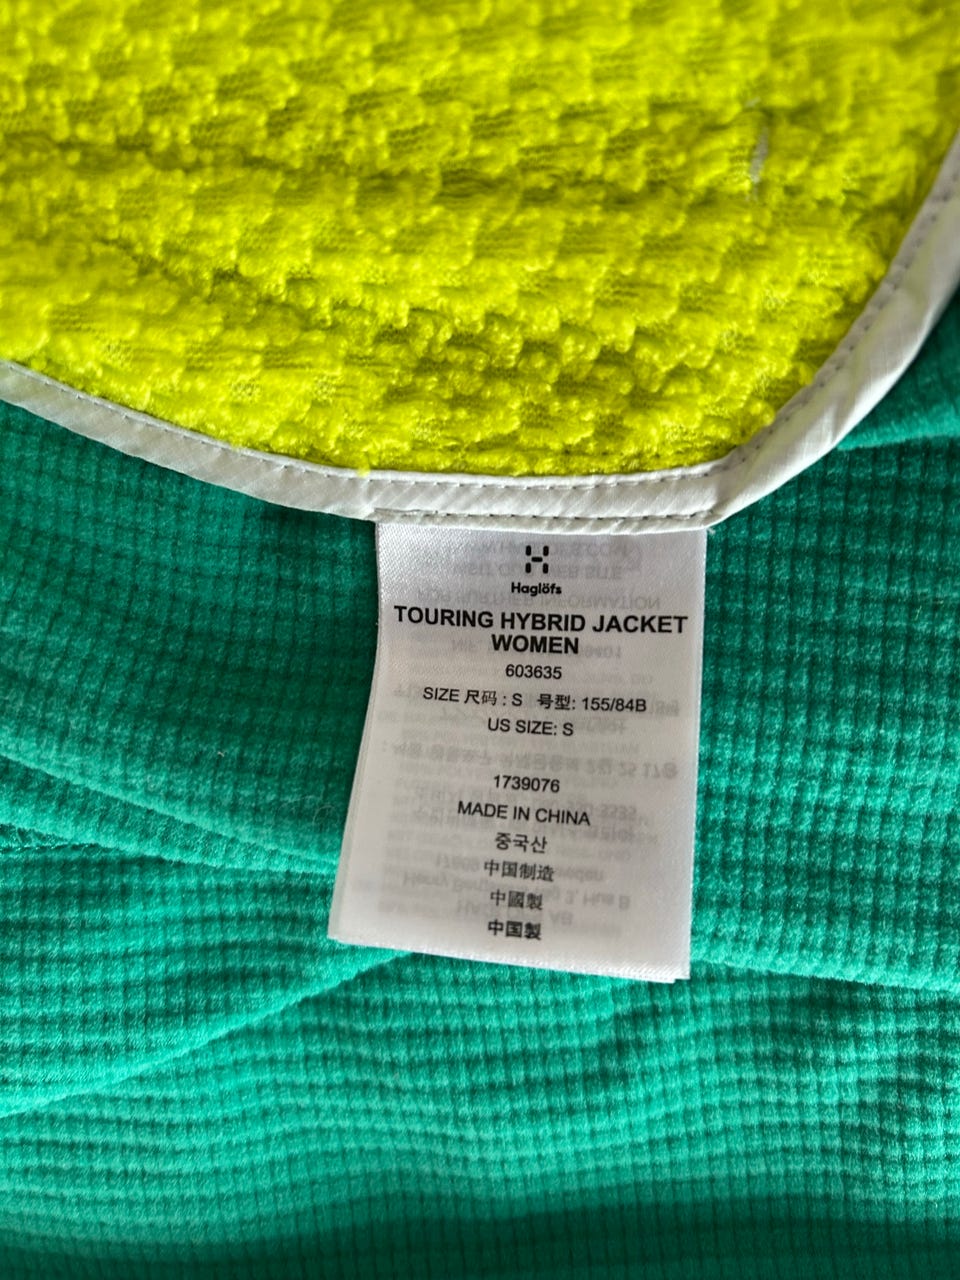 Haglöfs
TOURING HYBRID JACKET
WOMEN
603635
SIZE 尺码 : S 号型: 155/84B
US SIZE: S
1739076
MADE IN CHINA
중국산
中国制造
中國製
中国製